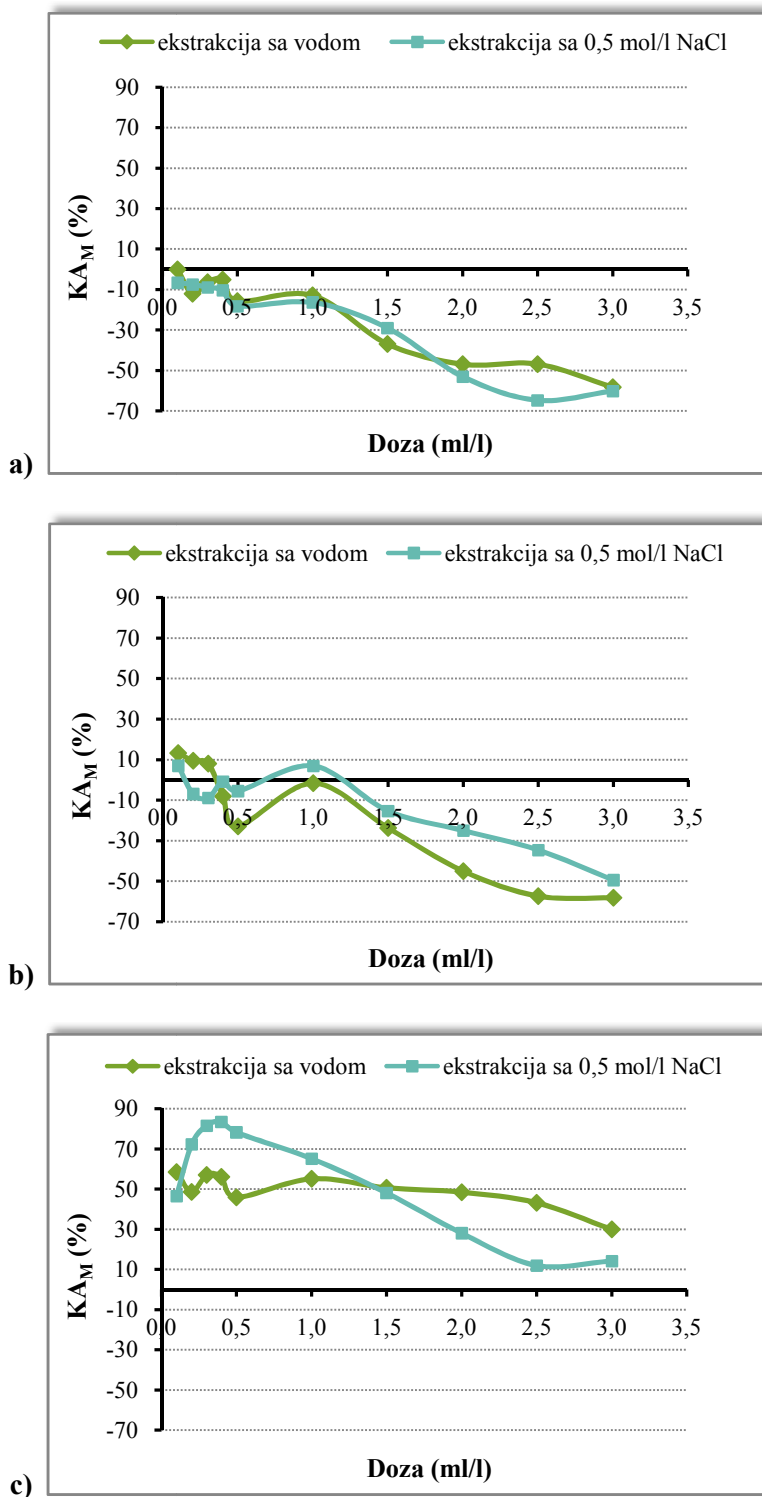 ekstrakcija sa vodom ekstrakcija sa 0,5 mol/l NaCl
90
70
50
30
10
-10
-30
-50
-70
KA_M (%)
0,0 0,5 1,0 1,5 2,0 2,5 3,0 3,5
Doza (ml/l)
a)
ekstrakcija sa vodom ekstrakcija sa 0,5 mol/l NaCl
90
70
50
30
10
-10
-30
-50
-70
KA_M (%)
0,0 0,5 1,0 1,5 2,0 2,5 3,0 3,5
Doza (ml/l)
b)
ekstrakcija sa vodom ekstrakcija sa 0,5 mol/l NaCl
90
70
50
30
10
-10
-30
-50
-70
KA_M (%)
0,0 0,5 1,0 1,5 2,0 2,5 3,0 3,5
Doza (ml/l)
c)